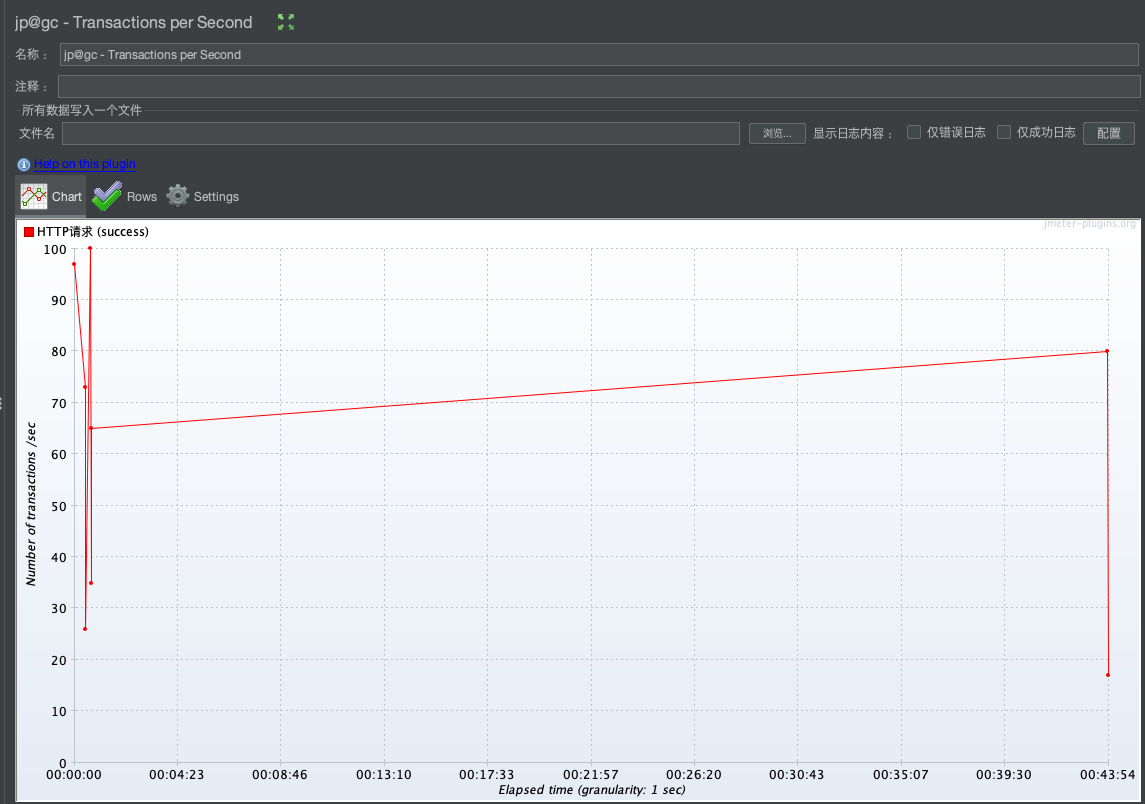 jp@gc - Transactions per Second
名称： jp@gc - Transactions per Second
注释：
所有数据写入一个文件
文件名 浏览... 显示日志内容： 仅错误日志 仅成功日志 配置
Help on this plugin
Chart Rows Settings
jmeter-plugins.org
HTTP请求 (success)
100
90
80
70
60
50
40
30
20
10
0
Number of transactions /sec
00:00:00 00:04:23 00:08:46 00:13:10 00:17:33 00:21:57 00:26:20 00:30:43 00:35:07 00:39:30 00:43:54
Elapsed time (granularity: 1 sec)